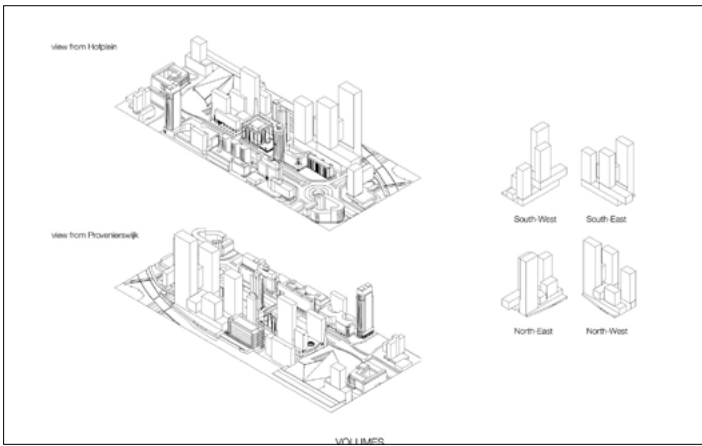 view from Hofplein
South-West
South-East
view from Provenierswijk
North-East
North-West
VOLUMES